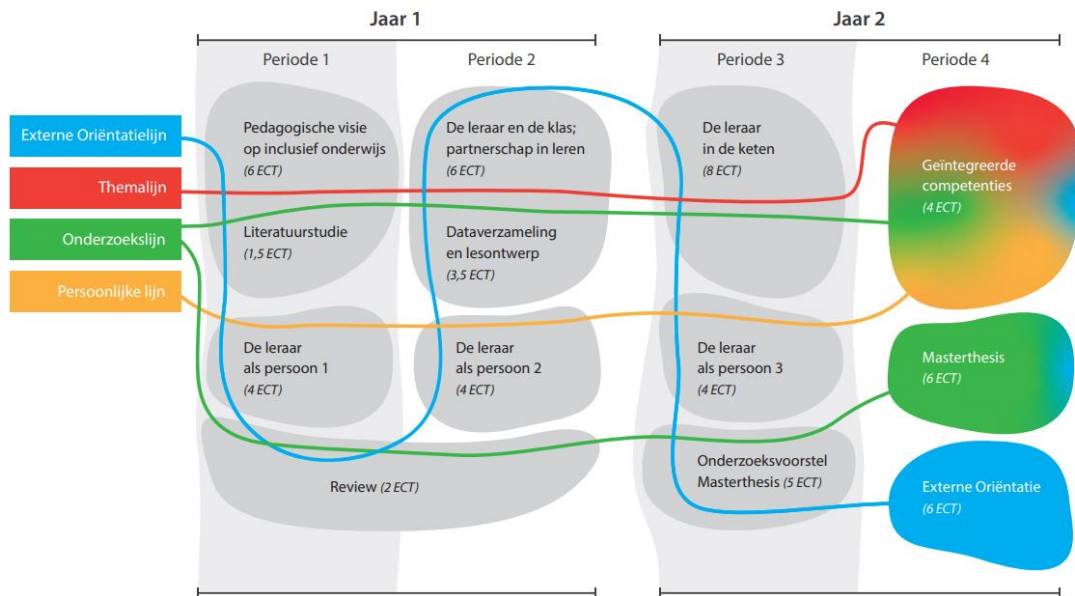 Jaar 1
Jaar 2
Periode 1
Periode 2
Periode 3
Periode 4
Externe Oriëntatielijn
Themalijn
Onderzoekslijn
Persoonlijke lijn
Pedagogische visie
op inclusief onderwijs
(6 ECT)
Literatuurstudie
(1,5 ECT)
De leraar
als persoon 1
(4 ECT)
De leraar en de klas;
partnerschap in leren
(6 ECT)
Dataverzameling
en lesontwerp
(3,5 ECT)
De leraar
als persoon 2
(4 ECT)
Review (2 ECT)
De leraar
in de keten
(8 ECT)
De leraar
als persoon 3
(4 ECT)
Onderzoeksvoorstel
Masterthesis (5 ECT)
Geïntegreerde
competenties
(4 ECT)
Masterthesis
(6 ECT)
Externe Oriëntatie
(6 ECT)